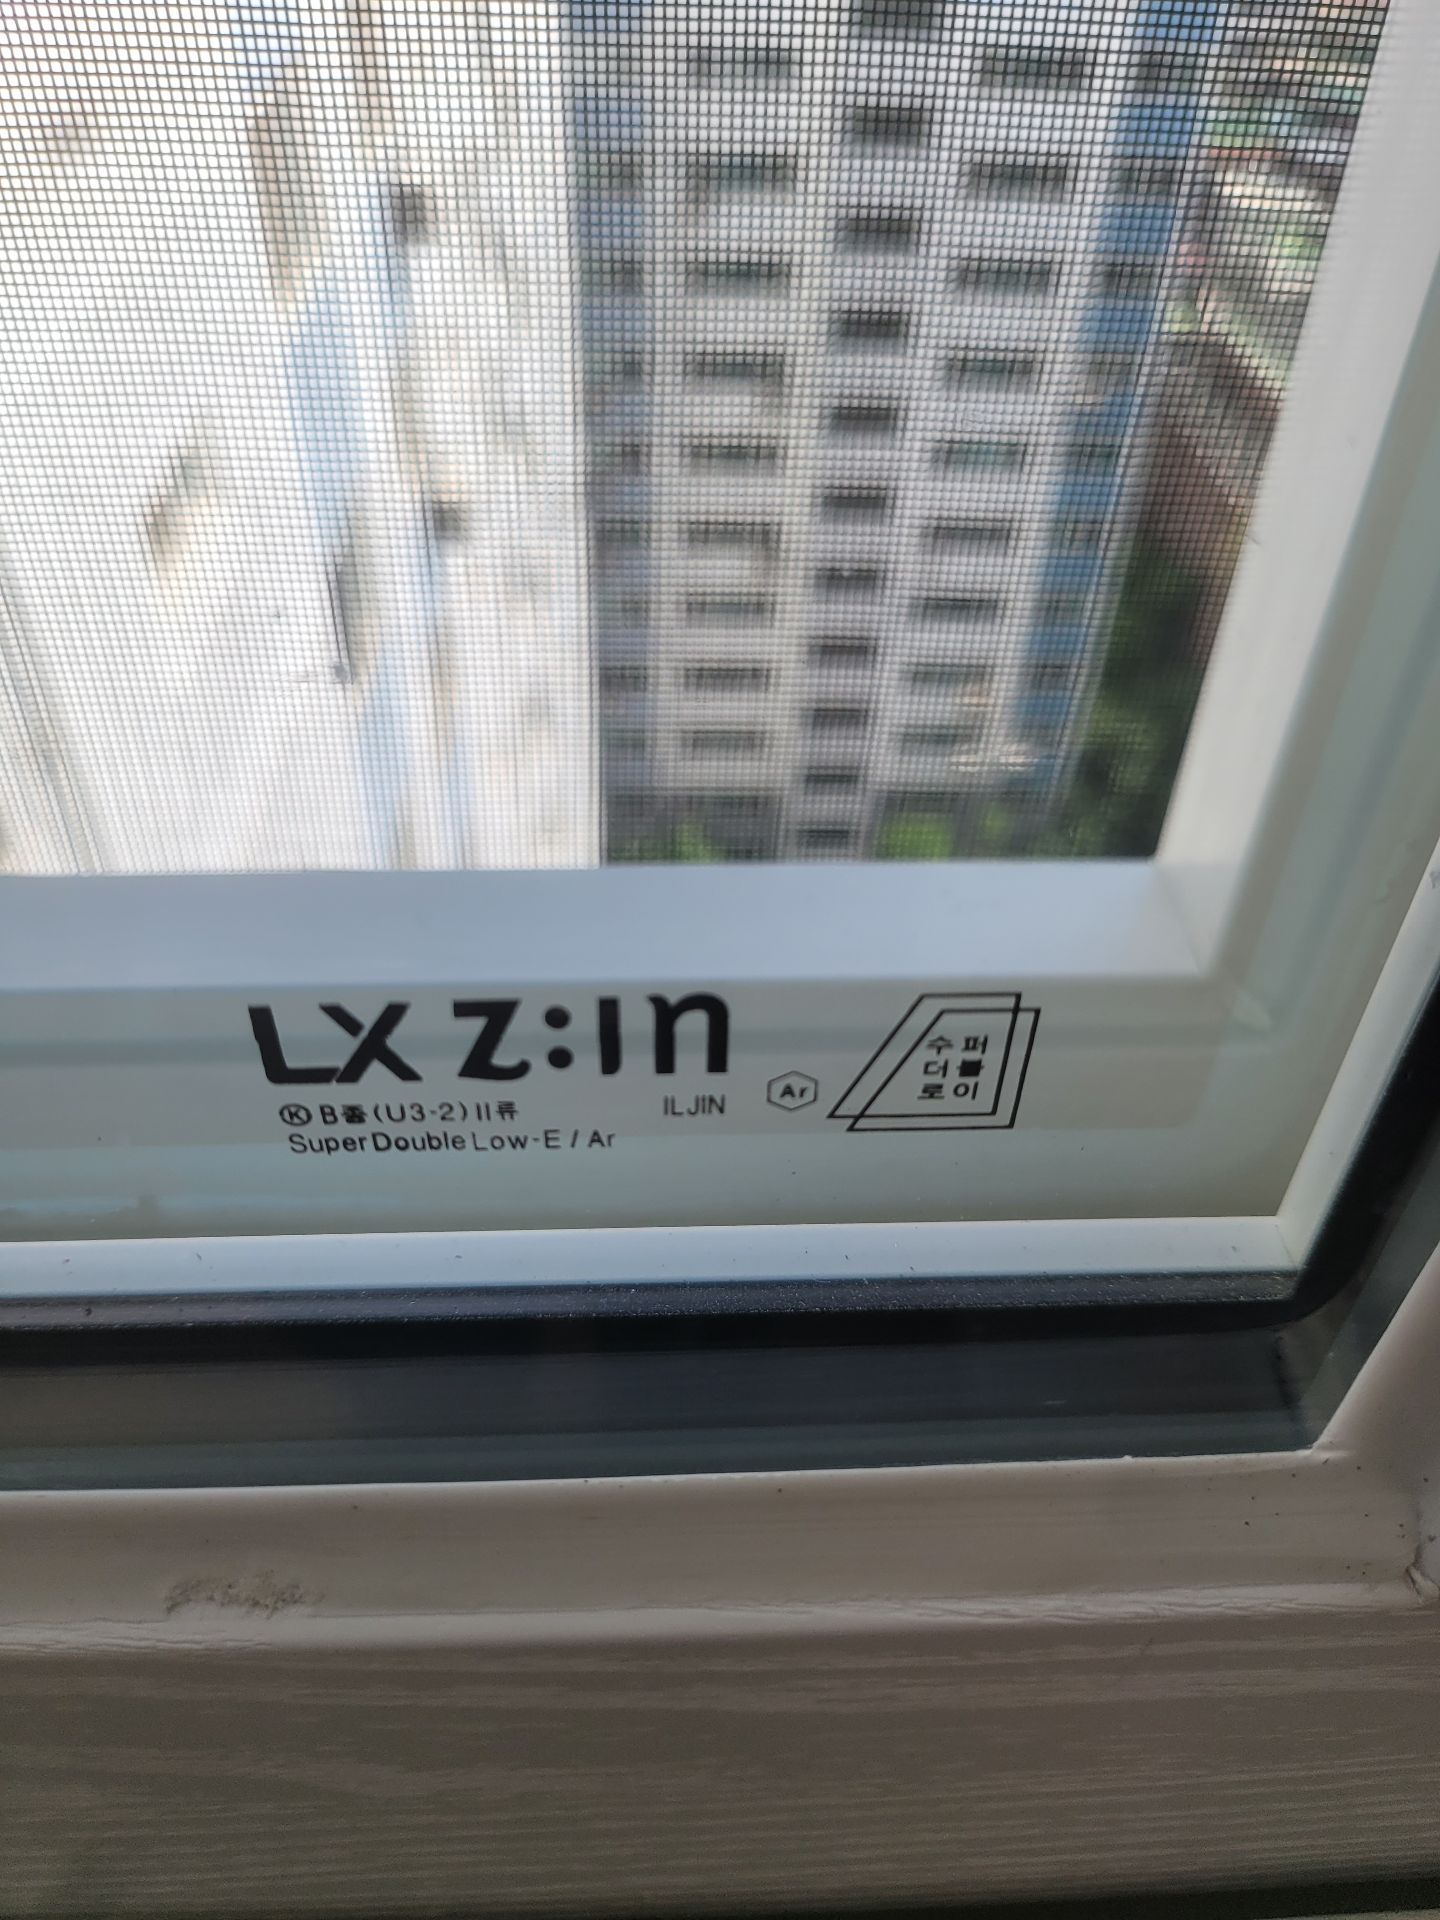 LX Z:IN
Ⓚ B종(U3-2)II류
ILJIN
Super Double Low-E / Ar
Ar
수퍼
더블
로이